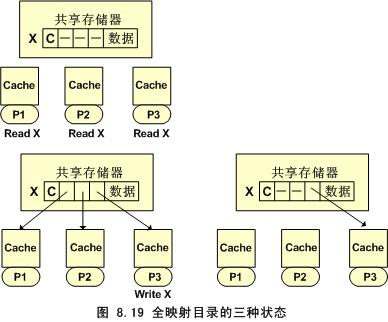 共享存储器
X C — — — 数据
Cache Cache Cache
P1 P2 P3
Read X Read X Read X
共享存储器
X C 数据
Cache Cache Cache
P1 P2 P3
Write X
共享存储器
X C — — 数据
Cache Cache Cache
P1 P2 P3
图 8.19 全映射目录的三种状态